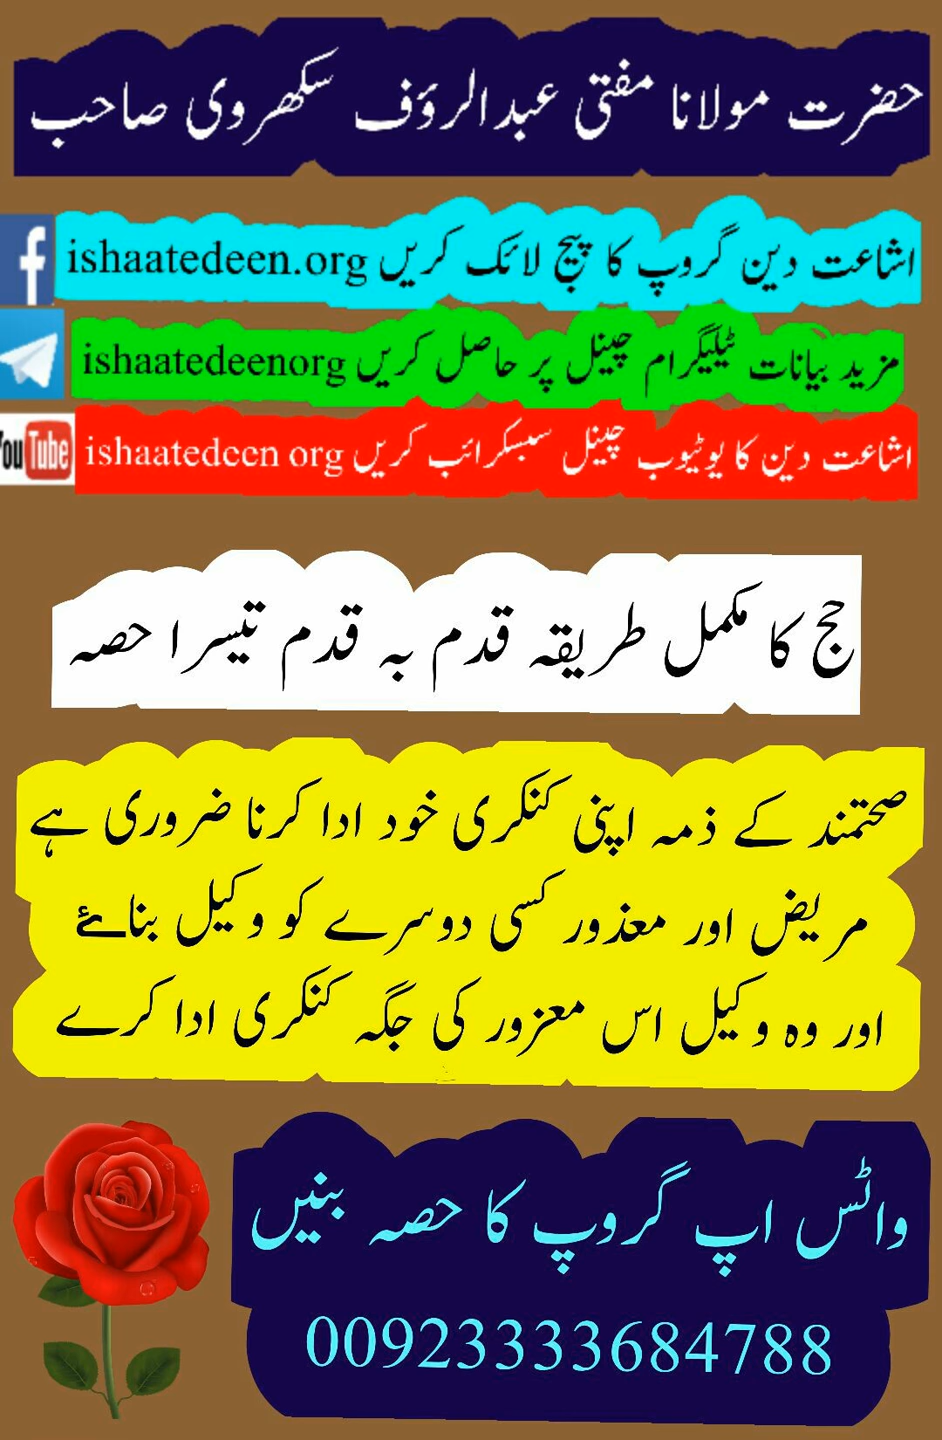 حضرت مولانا مفتی عبدالرؤف سکھروی صاحب
f اشاعت دین گروپ کا پیج لائک کریں ishaatedeen.org
مزید بیانات ٹیلیگرام چینل پر حاصل کریں ishaatedeenorg
YouTube اشاعت دین کا یوٹیوب چینل سبسکرائب کریں ishaatedeen org
حج کا مکمل طریقہ قدم بہ قدم تیسرا حصہ
صحتمند کے ذمہ اپنی کنکری خود ادا کرنا ضروری ہے
مریض اور معذور کسی دوسرے کو وکیل بنائے
اور وہ وکیل اس معزور کی جگہ کنکری ادا کرے
واٹس اپ گروپ کا حصہ بنیں
00923333684788